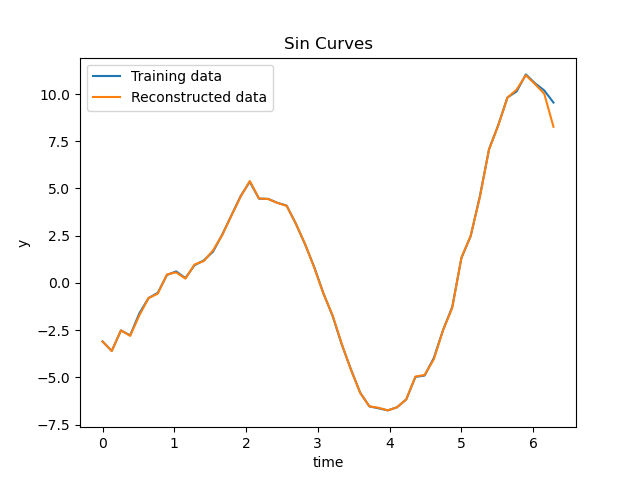 Sin Curves
Training data
Reconstructed data
10.0
7.5
5.0
2.5
0.0
−2.5
−5.0
−7.5
y
0 1 2 3 4 5 6
time